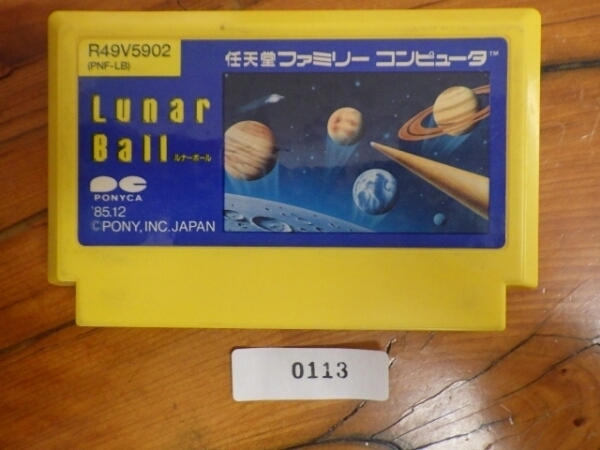 R49V5902
(PNF-LB)
任天堂ファミリー コンピュータ™
Lunar
Ball ルナーボール
PONYCA
'85.12
©PONY, INC. JAPAN
0113